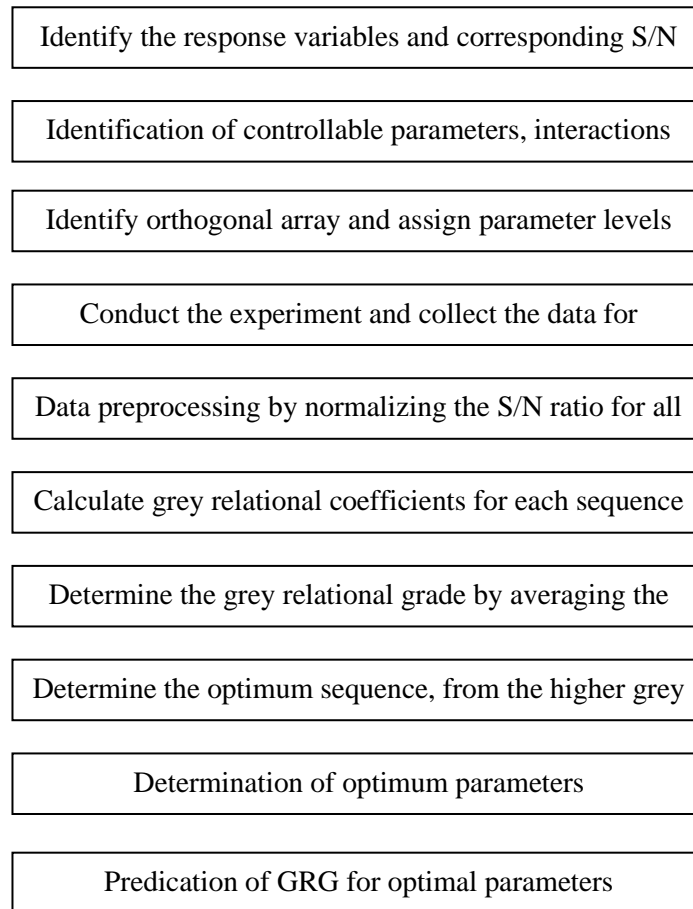 Identify the response variables and corresponding S/N
Identification of controllable parameters, interactions
Identify orthogonal array and assign parameter levels
Conduct the experiment and collect the data for
Data preprocessing by normalizing the S/N ratio for all
Calculate grey relational coefficients for each sequence
Determine the grey relational grade by averaging the
Determine the optimum sequence, from the higher grey
Determination of optimum parameters
Predication of GRG for optimal parameters